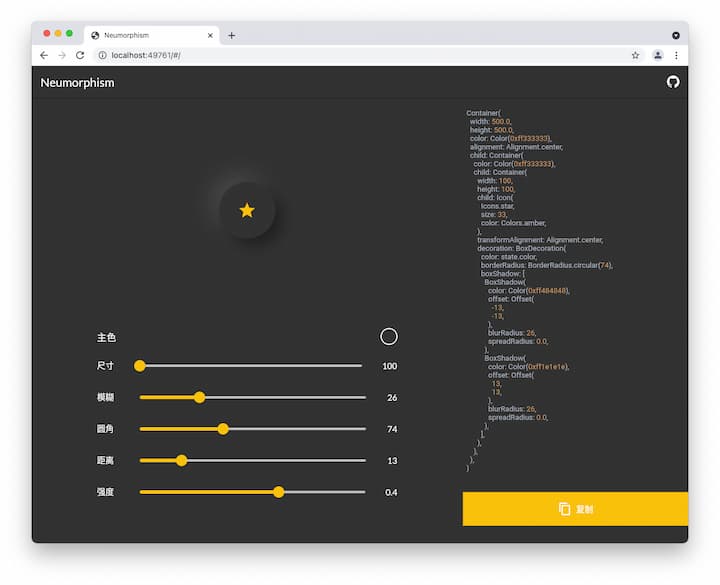 Neumorphism
localhost:49761/#/
Neumorphism
主色
尺寸 100
模糊 26
圆角 74
距离 13
强度 0.4
Container(
width: 500.0,
height: 500.0,
color: Color(0xff333333),
alignment: Alignment.center,
child: Container(
color: Color(0xff333333),
child: Container(
width: 100,
height: 100,
child: Icon(
Icons.star,
size: 33,
color: Colors.amber,
),
transformAlignment: Alignment.center,
decoration: BoxDecoration(
color: state.color,
borderRadius: BorderRadius.circular(74),
boxShadow: [
BoxShadow(
color: Color(0xff484848),
offset: Offset(
-13,
-13,
),
blurRadius: 26,
spreadRadius: 0.0,
),
BoxShadow(
color: Color(0xff1e1e1e),
offset: Offset(
13,
13,
),
blurRadius: 26,
spreadRadius: 0.0,
),
],
),
),
),
)
复制